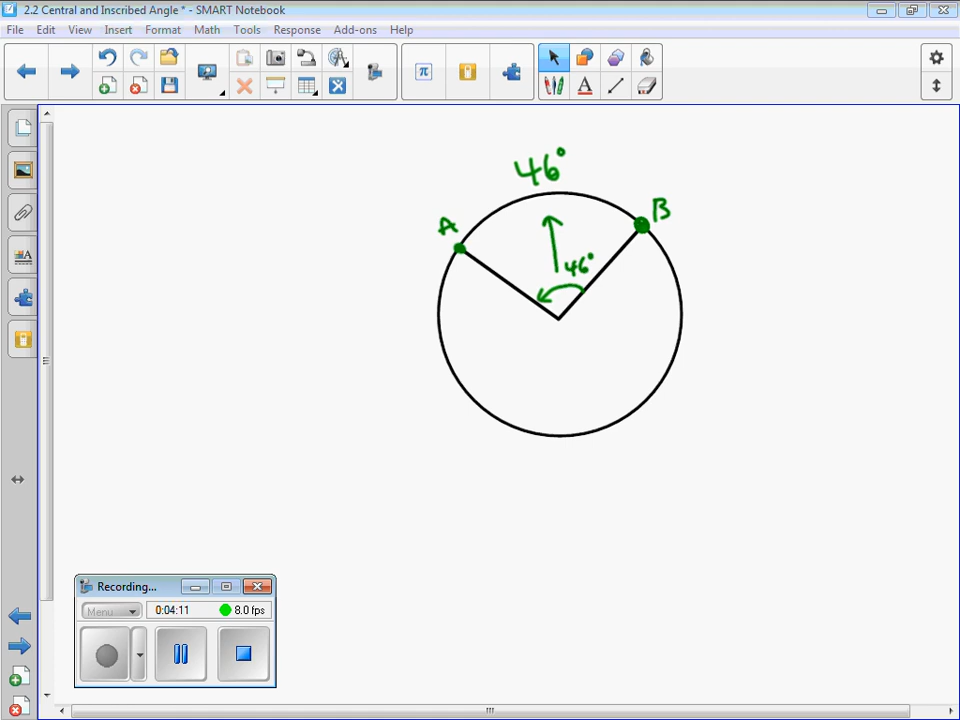 2.2 Central and Inscribed Angle * - SMART Notebook
File Edit View Insert Format Math Tools Response Add-ons Help
π
A
46°
A
B
46°
Recording...
Menu
0:04:11
8.0 fps